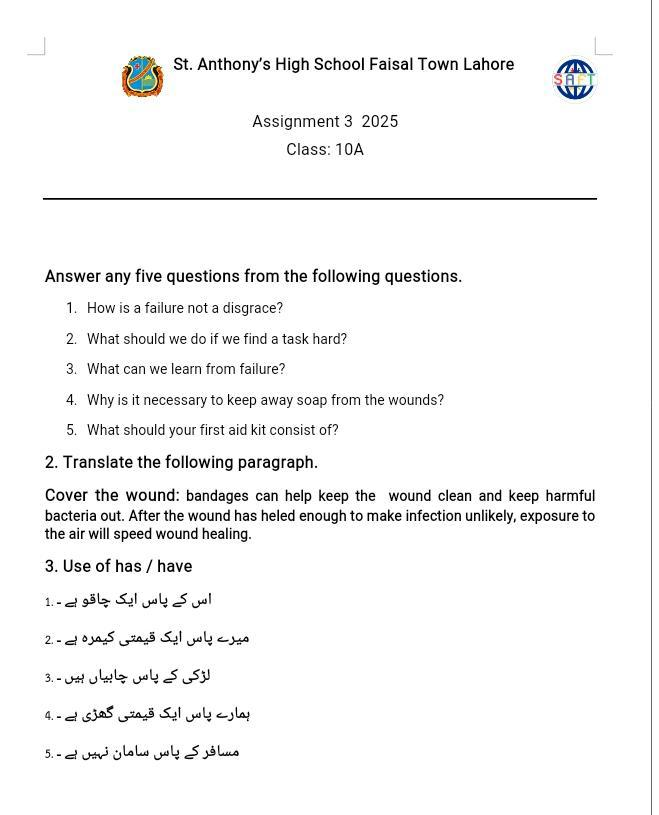 St. Anthony’s High School Faisal Town Lahore
SAFT
Assignment 3 2025
Class: 10A
Answer any five questions from the following questions.
1. How is a failure not a disgrace?
2. What should we do if we find a task hard?
3. What can we learn from failure?
4. Why is it necessary to keep away soap from the wounds?
5. What should your first aid kit consist of?
2. Translate the following paragraph.
Cover the wound: bandages can help keep the wound clean and keep harmful
bacteria out. After the wound has heled enough to make infection unlikely, exposure to
the air will speed wound healing.
3. Use of has / have
1. اس کے پاس ایک چاقو ہے ۔
2. میرے پاس ایک قیمتی کیمرہ ہے ۔
3. لڑکی کے پاس چابیاں ہیں ۔
4. ہمارے پاس ایک قیمتی گھڑی ہے ۔
5. مسافر کے پاس سامان نہیں ہے ۔